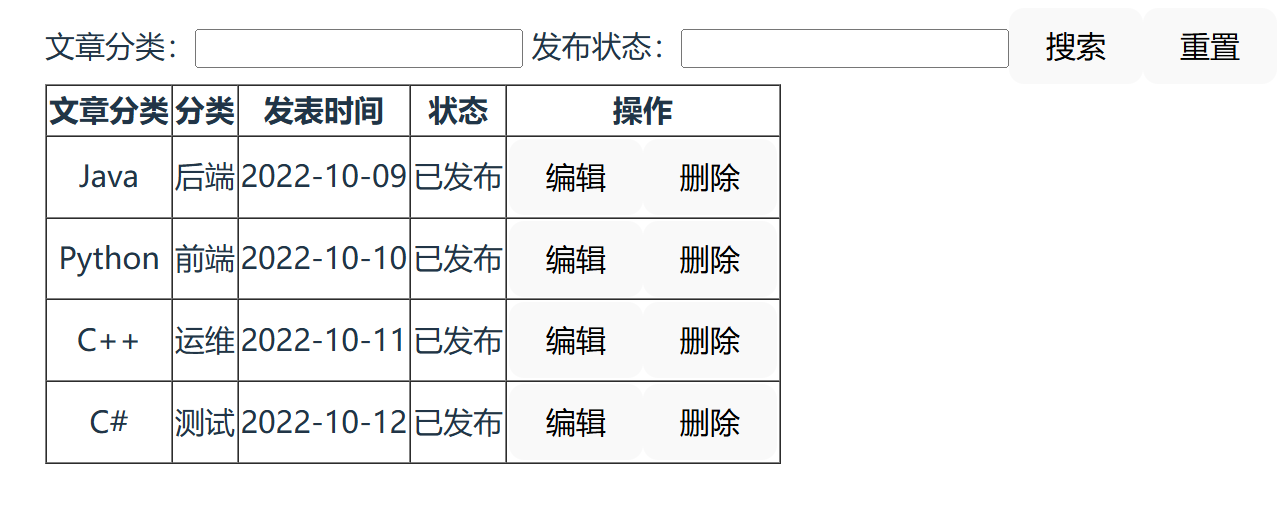 文章分类： 发布状态： 搜索 重置
文章分类 分类 发表时间 状态 操作
Java 后端 2022-10-09 已发布 编辑 删除
Python 前端 2022-10-10 已发布 编辑 删除
C++ 运维 2022-10-11 已发布 编辑 删除
C# 测试 2022-10-12 已发布 编辑 删除